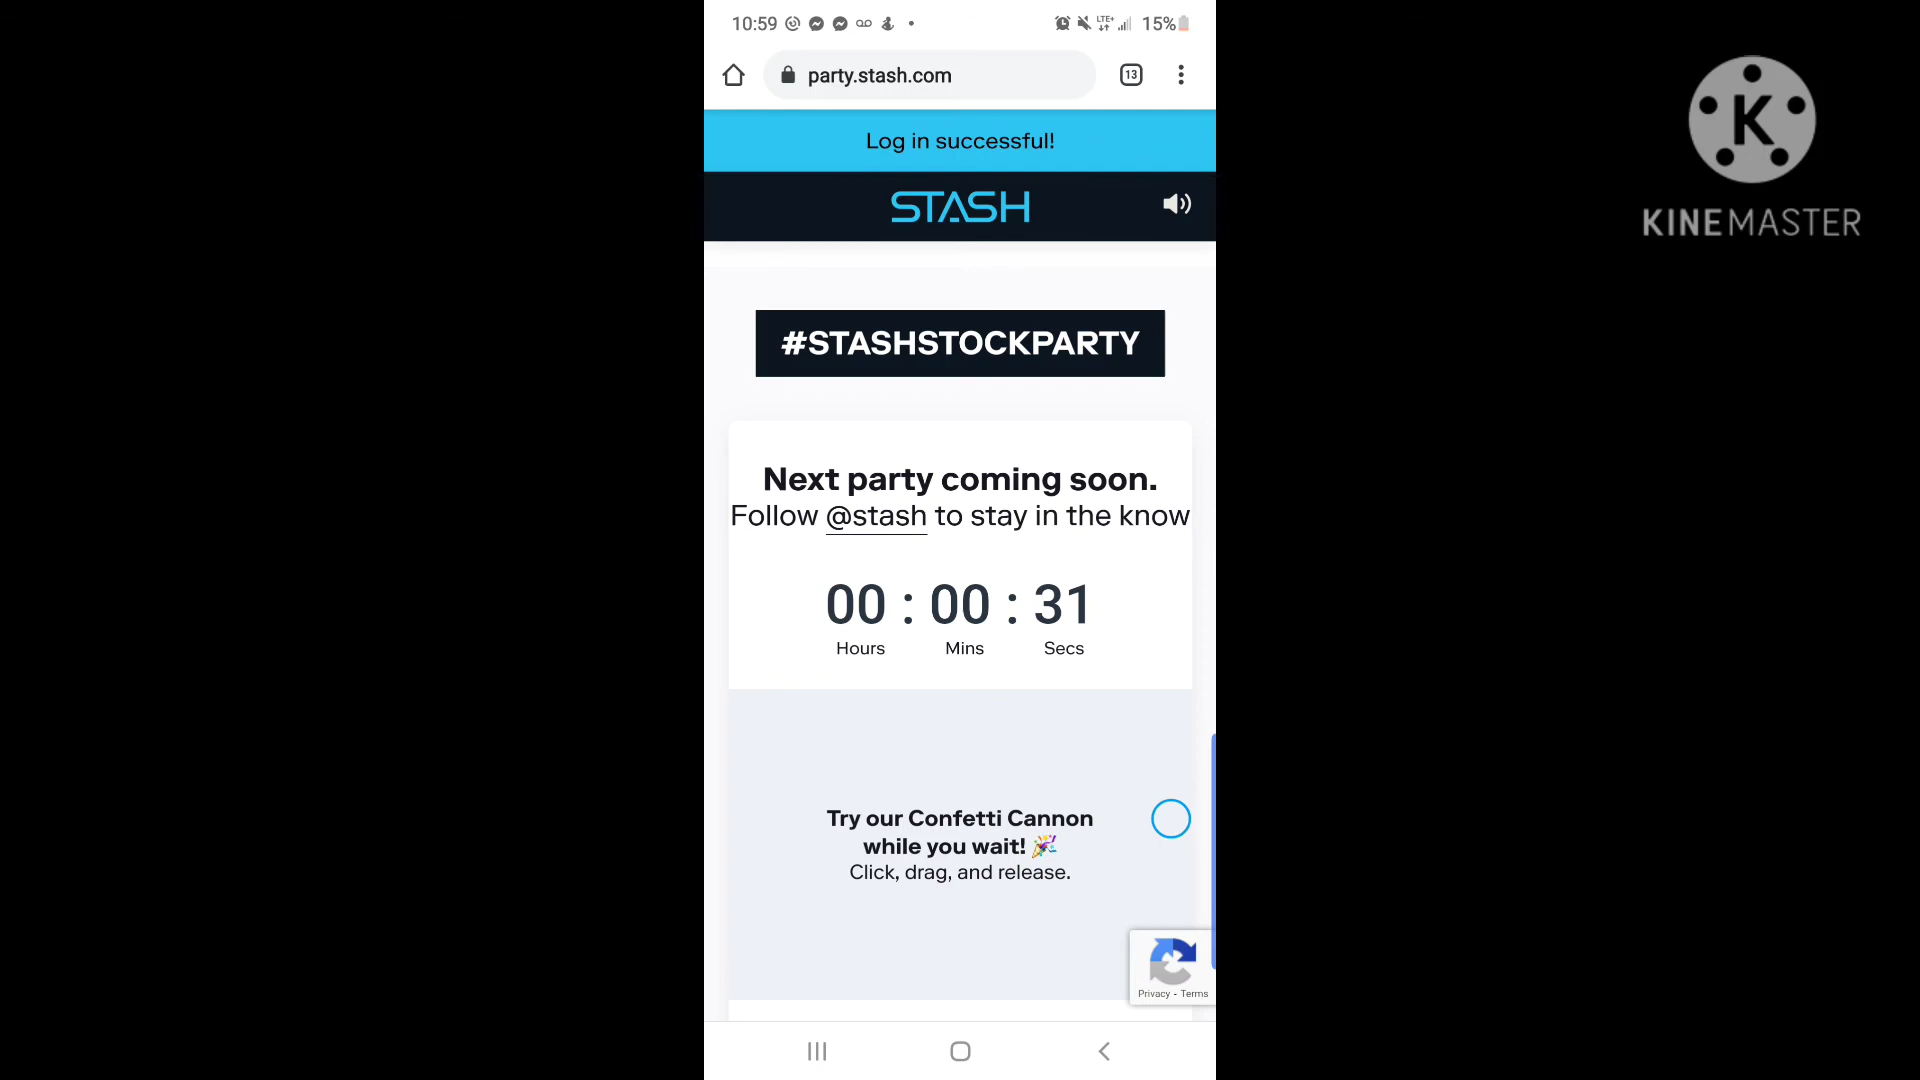 10:59
LTE+
15%
party.stash.com
13
Log in successful!
STASH
#STASHSTOCKPARTY
Next party coming soon.
Follow @stash to stay in the know
00 : 00 : 31
Hours Mins Secs
Try our Confetti Cannon
while you wait! 🎉
Click, drag, and release.
Privacy - Terms
K
KINEMASTER